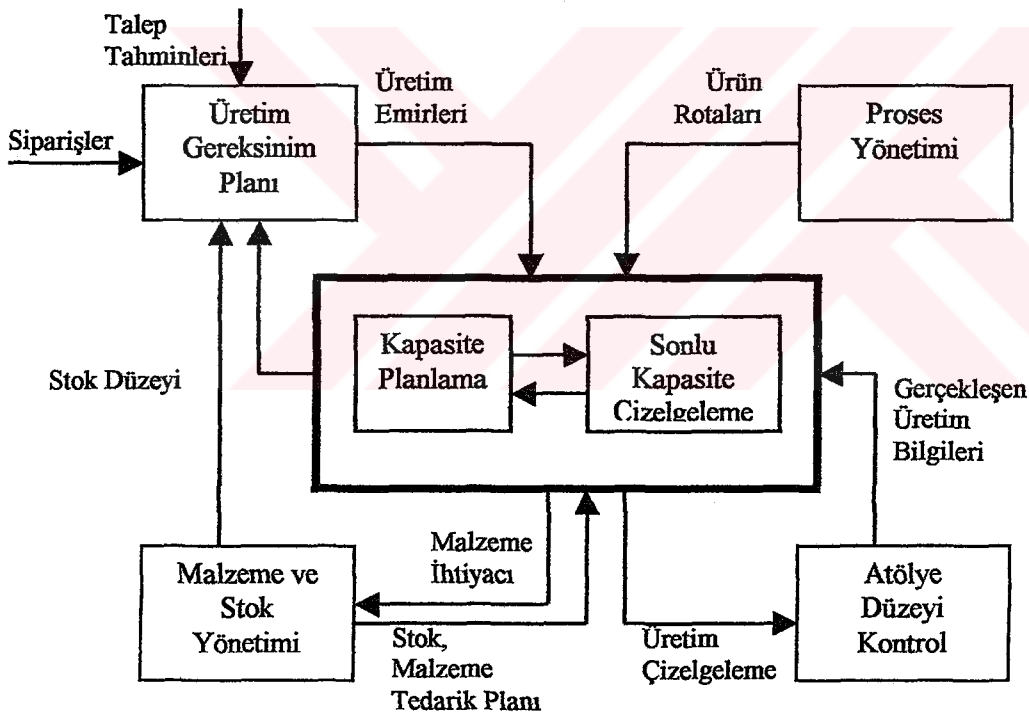 Talep
Tahminleri
Siparişler
Üretim
Gereksinim
Planı
Üretim
Emirleri
Ürün
Rotaları
Proses
Yönetimi
Kapasite
Planlama
Sonlu
Kapasite
Çizelgeleme
Stok Düzeyi
Gerçekleşen
Üretim
Bilgileri
Malzeme ve
Stok
Yönetimi
Malzeme
İhtiyacı
Stok,
Malzeme
Tedarik Planı
Üretim
Çizelgeleme
Atölye
Düzeyi
Kontrol